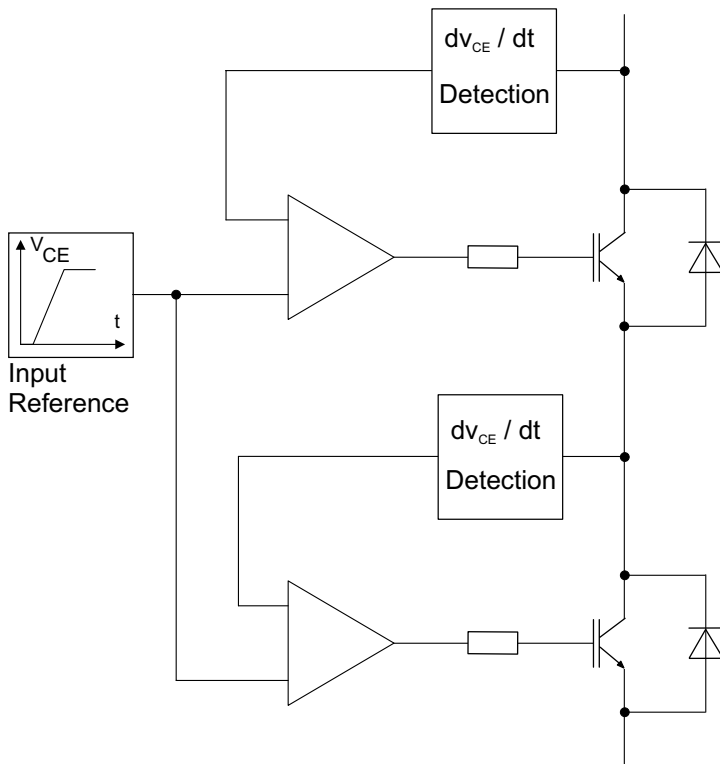 dv_CE / dt
Detection
V_CE
t
Input
Reference
dv_CE / dt
Detection